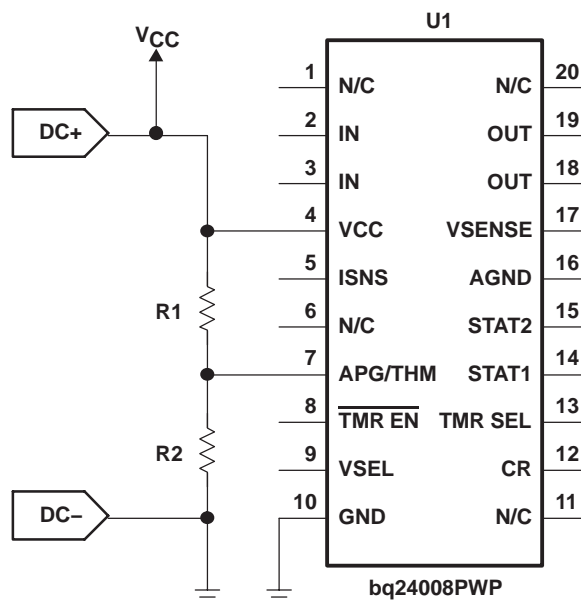 U1
VCC
DC+
1 N/C N/C 20
2 IN OUT 19
3 IN OUT 18
4 VCC VSENSE 17
5 ISNS AGND 16
R1
6 N/C STAT2 15
7 APG/THM STAT1 14
8 TMR EN TMR SEL 13
R2
9 VSEL CR 12
DC−
10 GND N/C 11
bq24008PWP